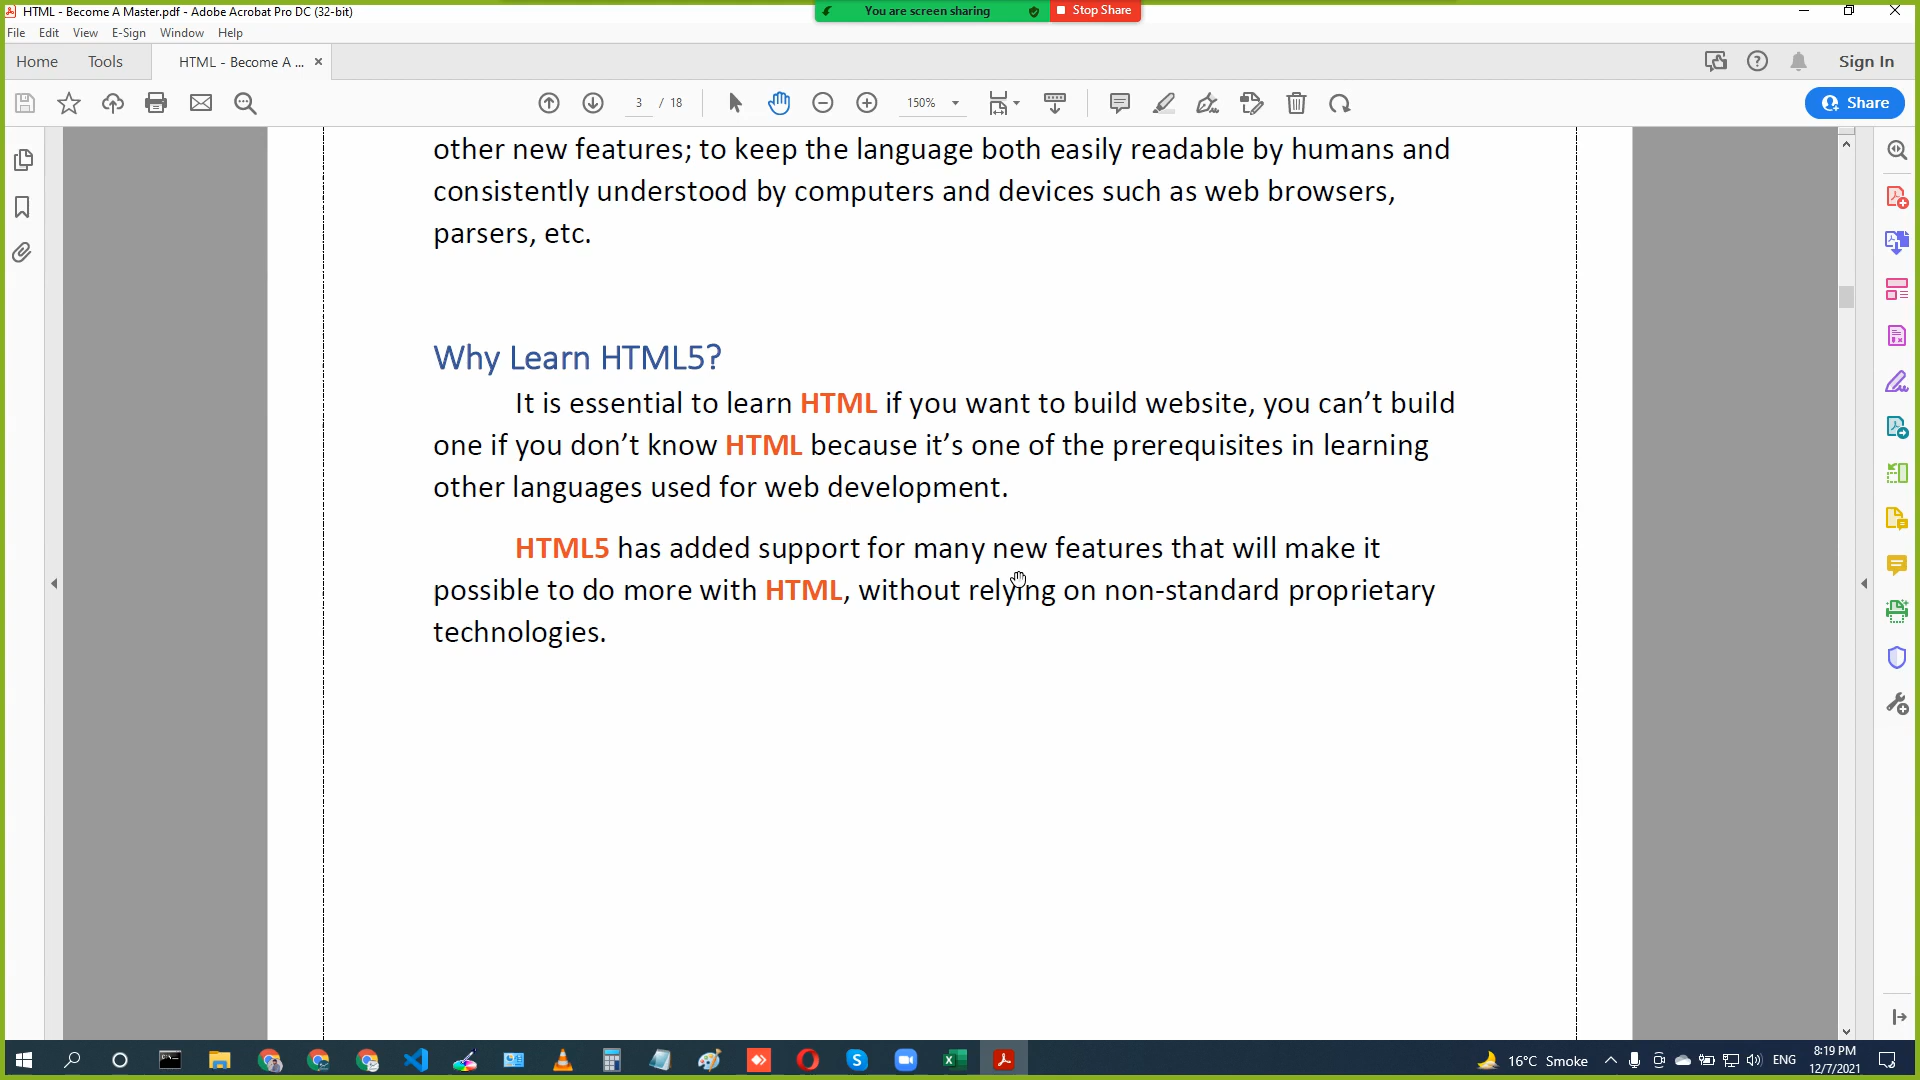 HTML - Become A Master.pdf - Adobe Acrobat Pro DC (32-bit)
You are screen sharing
Stop Share
File Edit View E-Sign Window Help
Home Tools HTML - Become A ... ×
Sign In
3 / 18
150%
Share
other new features; to keep the language both easily readable by humans and
consistently understood by computers and devices such as web browsers,
parsers, etc.
Why Learn HTML5?
It is essential to learn HTML if you want to build website, you can’t build
one if you don’t know HTML because it’s one of the prerequisites in learning
other languages used for web development.
HTML5 has added support for many new features that will make it
possible to do more with HTML, without relying on non-standard proprietary
technologies.
16°C Smoke
ENG
8:19 PM
12/7/2021